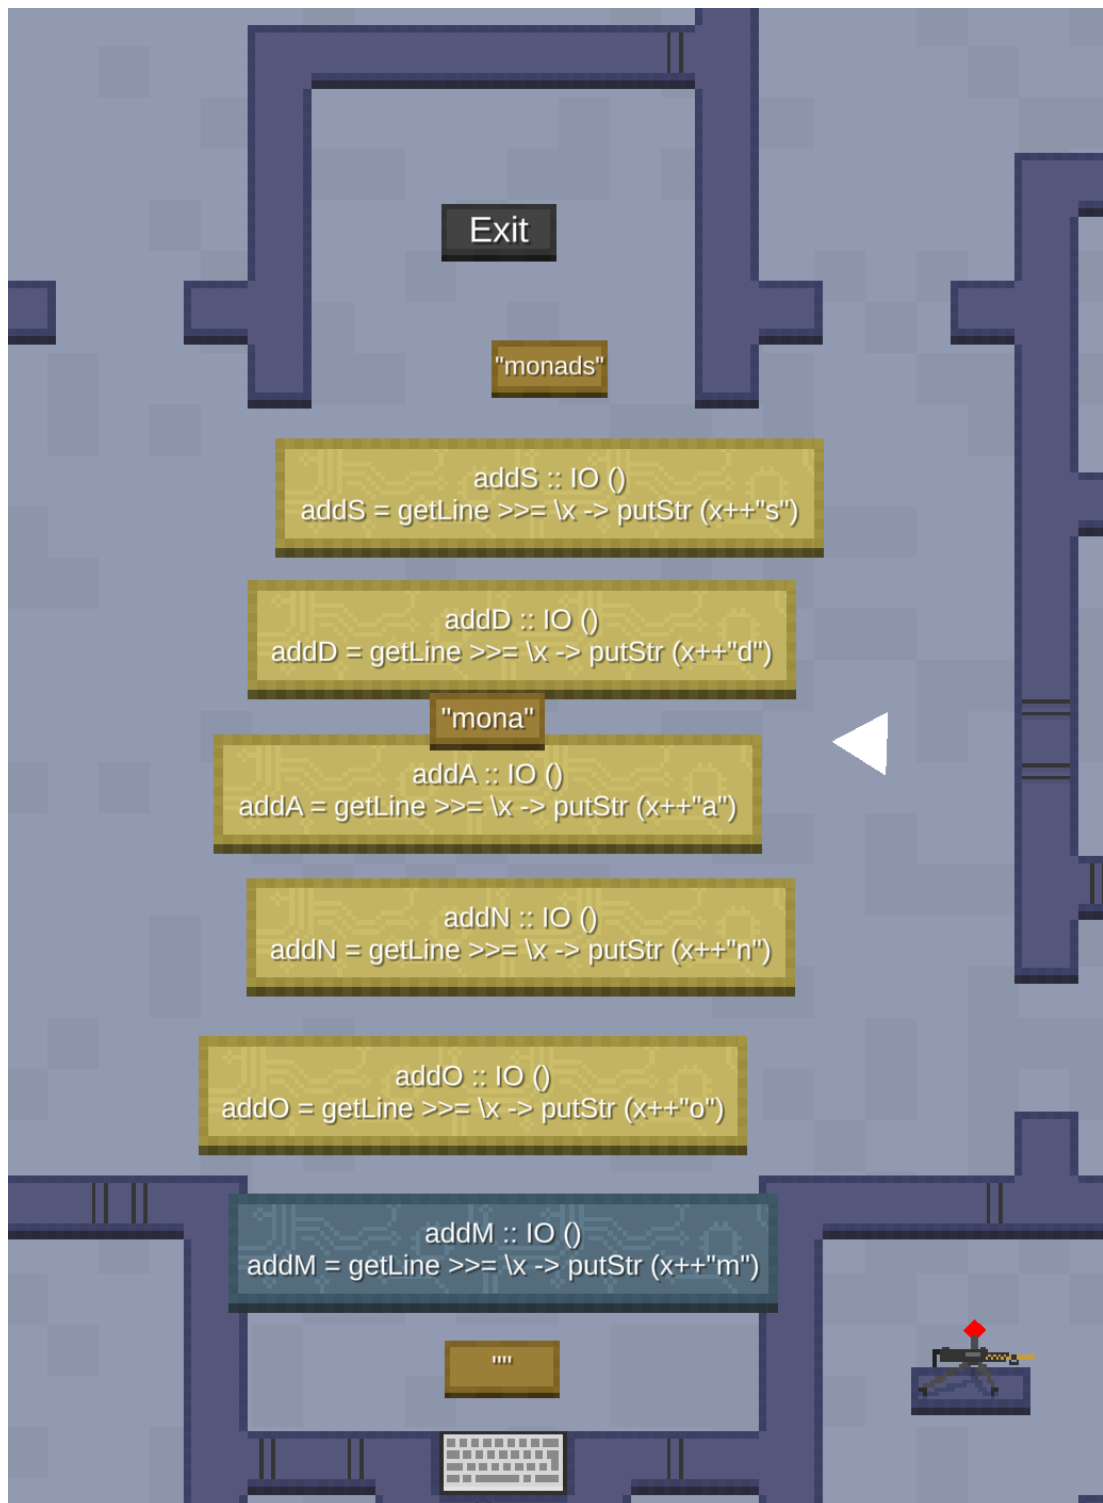 Exit
"monads"
addS :: IO ()
addS = getLine >>= \x -> putStr (x++"s")
addD :: IO ()
addD = getLine >>= \x -> putStr (x++"d")
"mona"
addA :: IO ()
addA = getLine >>= \x -> putStr (x++"a")
addN :: IO ()
addN = getLine >>= \x -> putStr (x++"n")
addO :: IO ()
addO = getLine >>= \x -> putStr (x++"o")
addM :: IO ()
addM = getLine >>= \x -> putStr (x++"m")
""